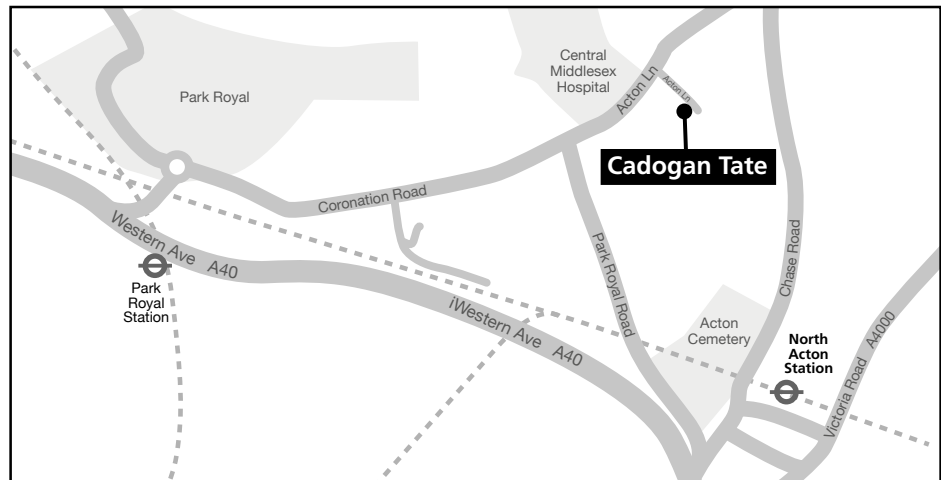 Central
Middlesex
Hospital
Park Royal
Acton Ln
Acton Ln
Cadogan Tate
Coronation Road
Western Ave A40
Park
Royal
Station
Park Royal Road
Chase Road
iWestern Ave A40
Acton
Cemetery
North
Acton
Station
Victoria Road A4000